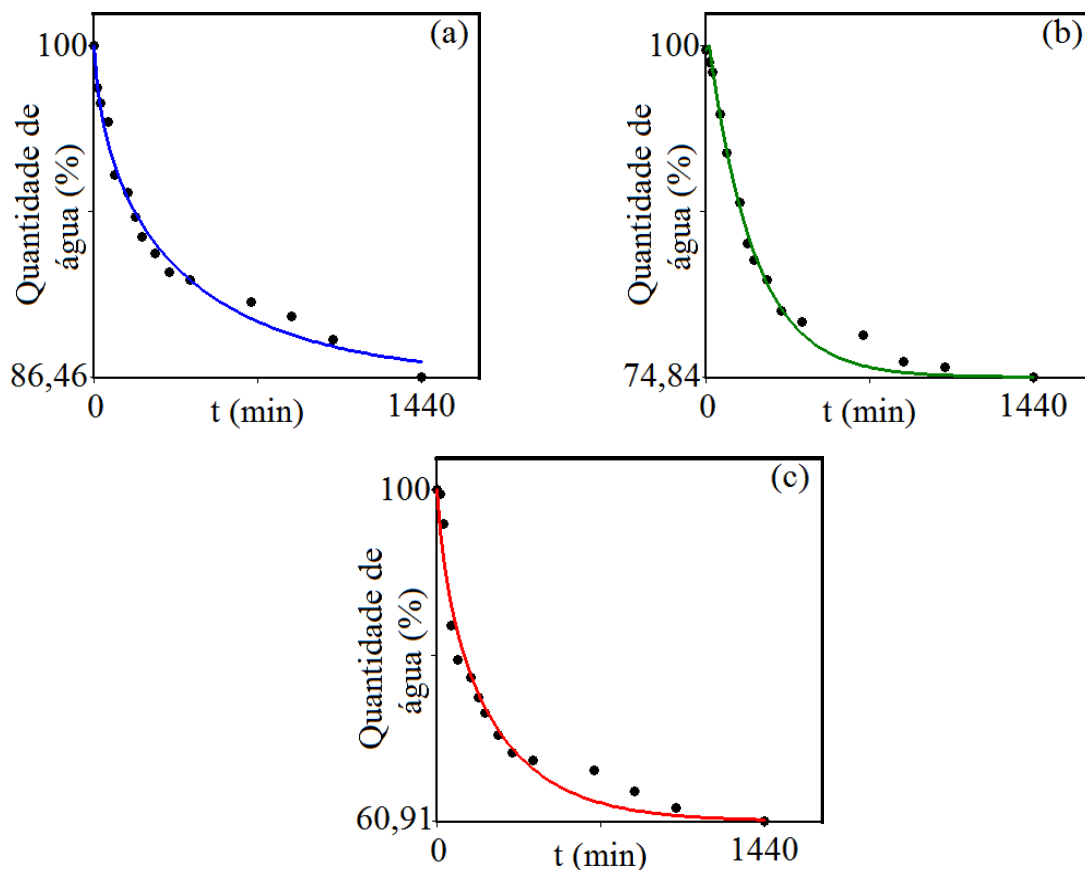 (a)
100
Quantidade de
água (%)
86,46
0
t (min)
1440
(b)
100
Quantidade de
água (%)
74,84
0
t (min)
1440
(c)
100
Quantidade de
água (%)
60,91
0
t (min)
1440